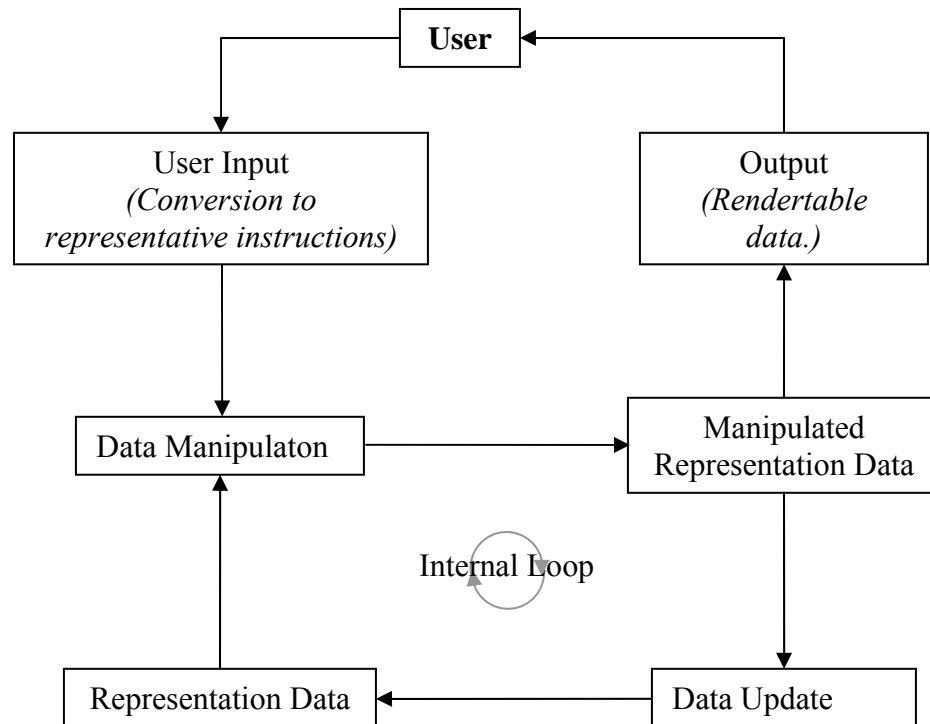 User
User Input
(Conversion to
representative instructions)
Output
(Rendertable
data.)
Data Manipulaton
Manipulated
Representation Data
Internal Loop
Representation Data
Data Update